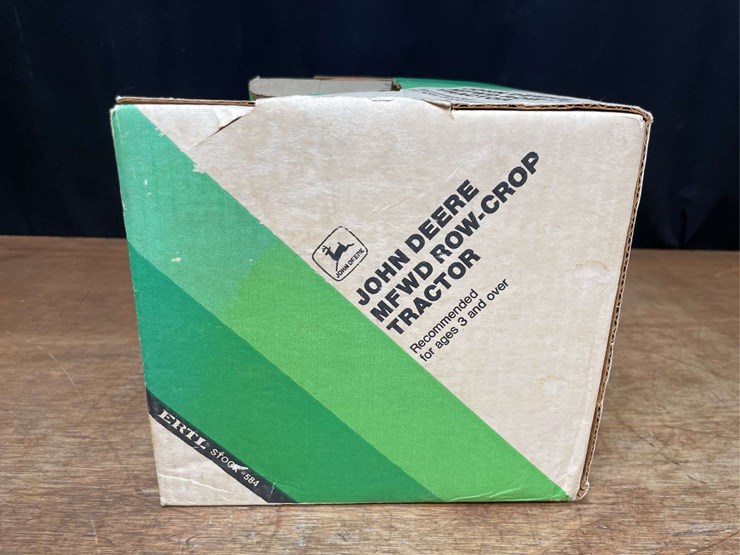 JOHN DEERE
JOHN DEERE
MFWD ROW-CROP
TRACTOR
Recommended
for ages 3 and over
ERTL STOCK 584